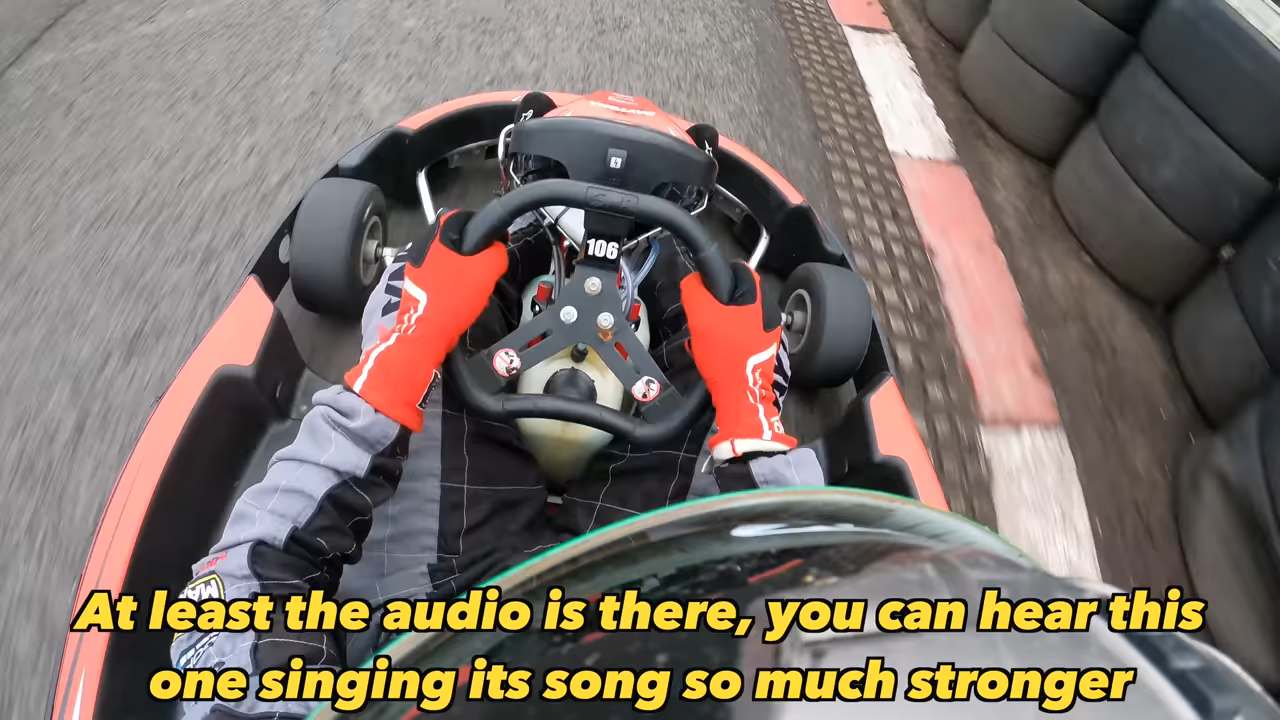 106
At least the audio is there, you can hear this
one singing its song so much stronger